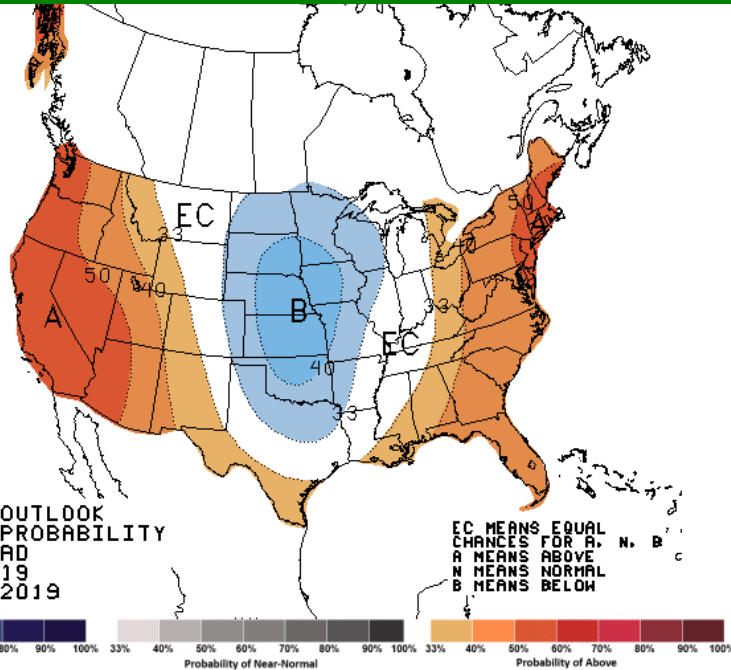 EC
33
50
40
A
B
40
33
EC
33
40
50
A
OUTLOOK
PROBABILITY
AD
19
2019
EC MEANS EQUAL
CHANCES FOR A, N, B
A MEANS ABOVE
N MEANS NORMAL
B MEANS BELOW
C
80% 90% 100%
33% 40% 50% 60% 70% 80% 90% 100%
Probability of Near-Normal
33% 40% 50% 60% 70% 80% 90% 100%
Probability of Above